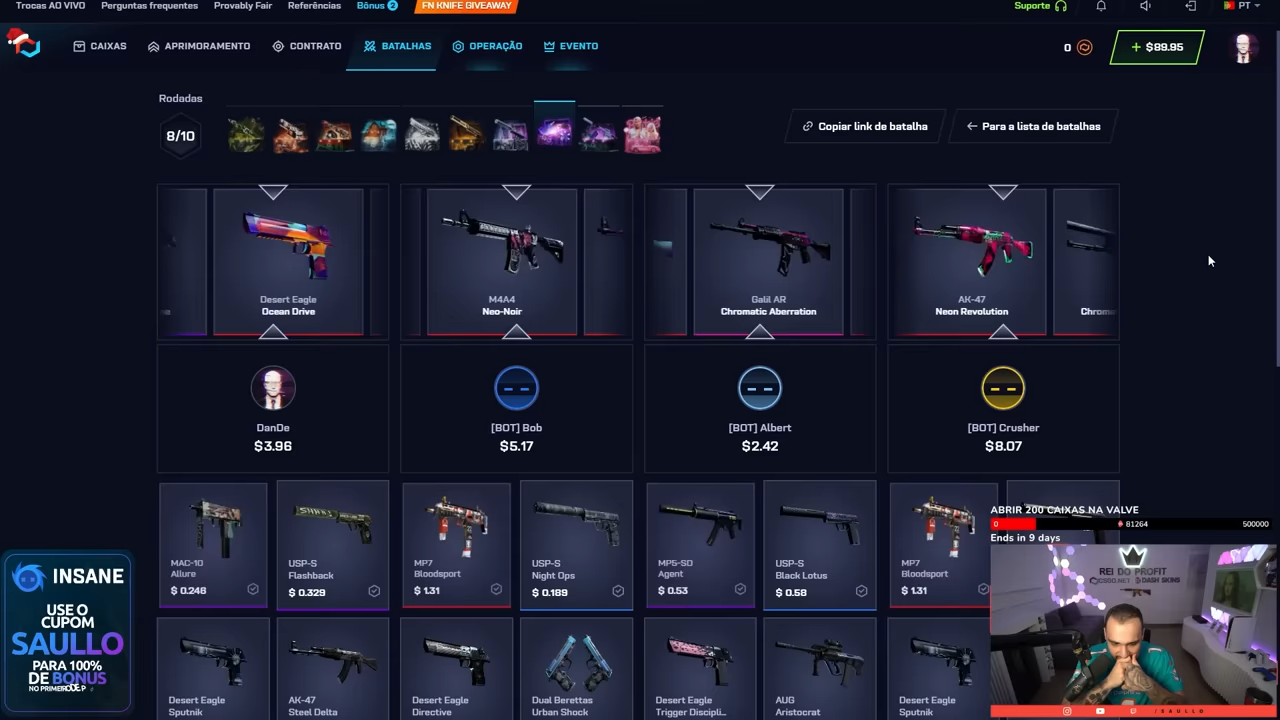 Trocas AO VIVO
Perguntas frequentes
Provably Fair
Referências
Bônus 2
FN KNIFE GIVEAWAY
Suporte
PT
CAIXAS
APRIMORAMENTO
CONTRATO
BATALHAS
OPERAÇÃO
EVENTO
0
+ $89.95
Rodadas
8/10
Copiar link de batalha
Para a lista de batalhas
Desert Eagle
Ocean Drive
M4A4
Neo-Noir
Galil AR
Chromatic Aberration
AK-47
Neon Revolution
Chrom
DanDe
$3.96
[BOT] Bob
$5.17
[BOT] Albert
$2.42
[BOT] Crusher
$8.07
MAC-10
Allure
$ 0.246
USP-S
Flashback
$ 0.329
MP7
Bloodsport
$ 1.31
USP-S
Night Ops
$ 0.189
MP5-SD
Agent
$ 0.53
USP-S
Black Lotus
$ 0.58
MP7
Bloodsport
$ 1.31
Desert Eagle
Sputnik
AK-47
Steel Delta
Desert Eagle
Directive
Dual Berettas
Urban Shock
Desert Eagle
Trigger Discipli...
AUG
Aristocrat
Desert Eagle
Sputnik
ABRIR 200 CAIXAS NA VALVE
0
81264
500000
Ends in 9 days
REI DO PROFIT
CSGO.NET
DASH SKINS
/SAULLO
INSANE
USE O
CUPOM
SAULLO
PARA 100%
DE BONUS